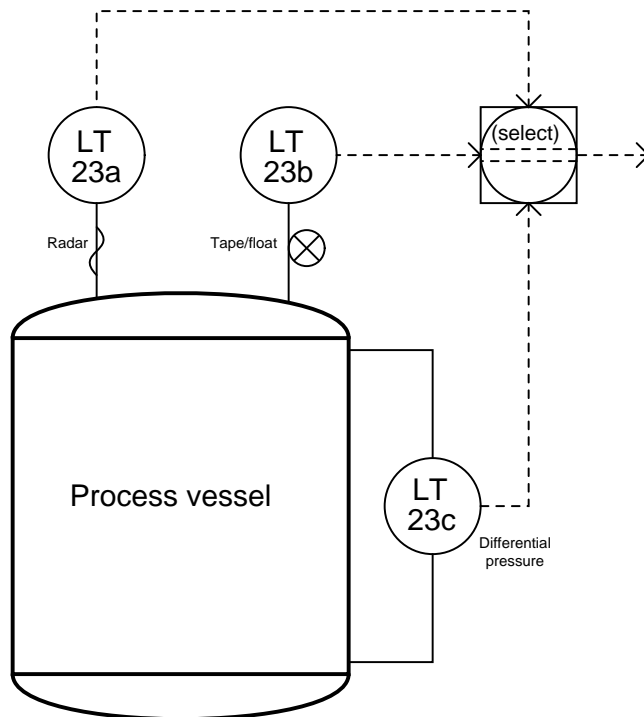 LT
23a
LT
23b
(select)
Radar
Tape/float
Process vessel
LT
23c
Differential
pressure